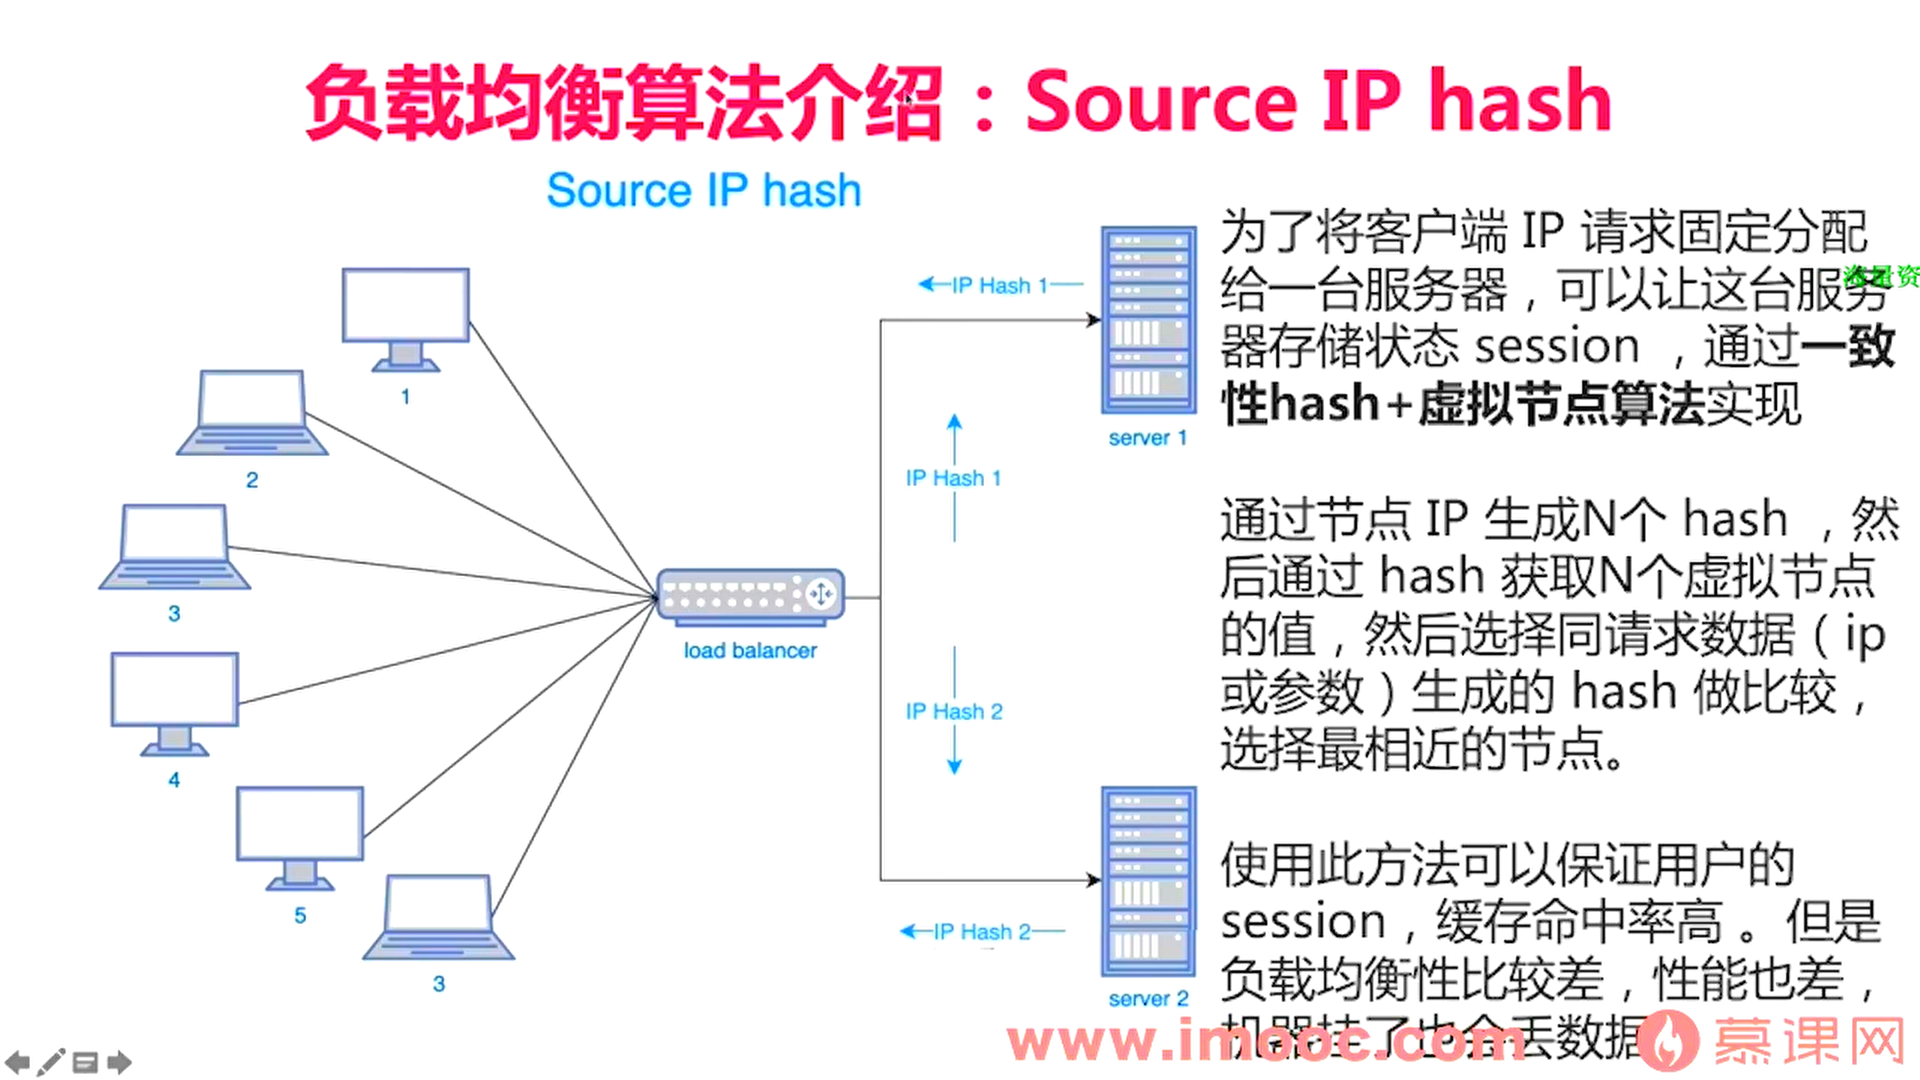 负载均衡算法介绍：Source IP hash
Source IP hash
为了将客户端 IP 请求固定分配
给一台服务器，可以让这台服务
器存储状态 session ，通过一致
性hash+虚拟节点算法实现
通过节点 IP 生成N个 hash ，然
后通过 hash 获取N个虚拟节点
的值，然后选择同请求数据（ip
或参数）生成的 hash 做比较，
选择最相近的节点。
使用此方法可以保证用户的
session，缓存命中率高 。但是
负载均衡性比较差，性能也差，
机器挂了也会丢数据
海量资
1
2
3
4
5
3
load balancer
IP Hash 1
IP Hash 1
server 1
IP Hash 2
IP Hash 2
server 2
www.imooc.com
慕课网